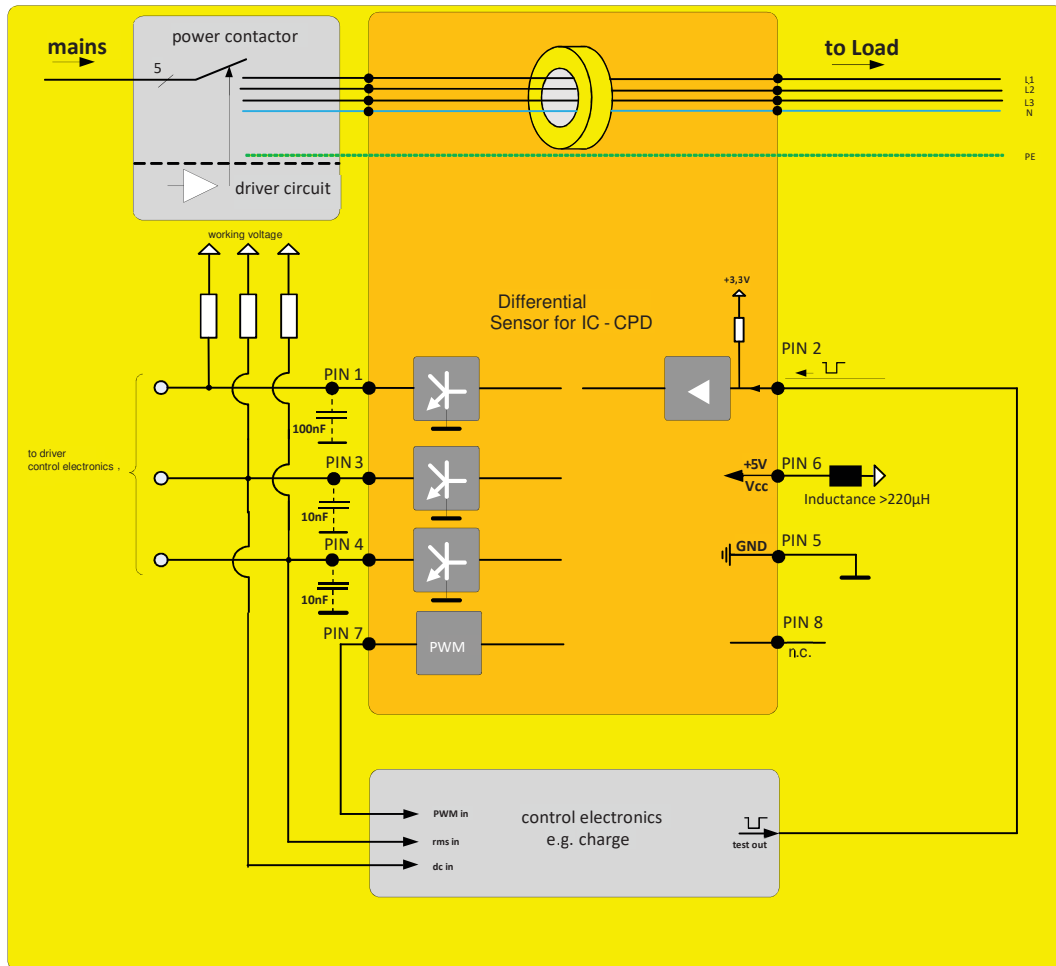 mains
power contactor
5
to Load
L1
L2
L3
N
PE
driver circuit
working voltage
+3,3V
Differential
Sensor for IC - CPD
PIN 2
PIN 1
100nF
to driver
control electronics ,
PIN 3
10nF
+5V
Vcc
PIN 6
Inductance >220µH
PIN 4
10nF
GND
PIN 5
PIN 7
PWM
PIN 8
n.c.
PWM in
rms in
dc in
control electronics
e.g. charge
test out